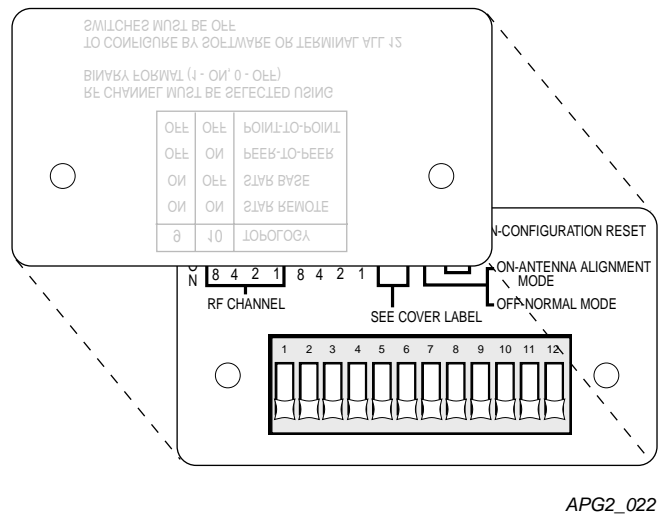 9 10 TOPOLOGY
ON ON STAR REMOTE
ON OFF STAR BASE
OFF ON PEER-TO-PEER
OFF OFF POINT-TO-POINT
RF CHANNEL MUST BE SELECTED USING
BINARY FORMAT (1 - ON, 0 - OFF)
TO CONFIGURE BY SOFTWARE OR TERMINAL ALL 12
SWITCHES MUST BE OFF
N-CONFIGURATION RESET
ON-ANTENNA ALIGNMENT
MODE
OFF-NORMAL MODE
N 8 4 2 1 8 4 2 1
RF CHANNEL
SEE COVER LABEL
1 2 3 4 5 6 7 8 9 10 11 12
APG2_022